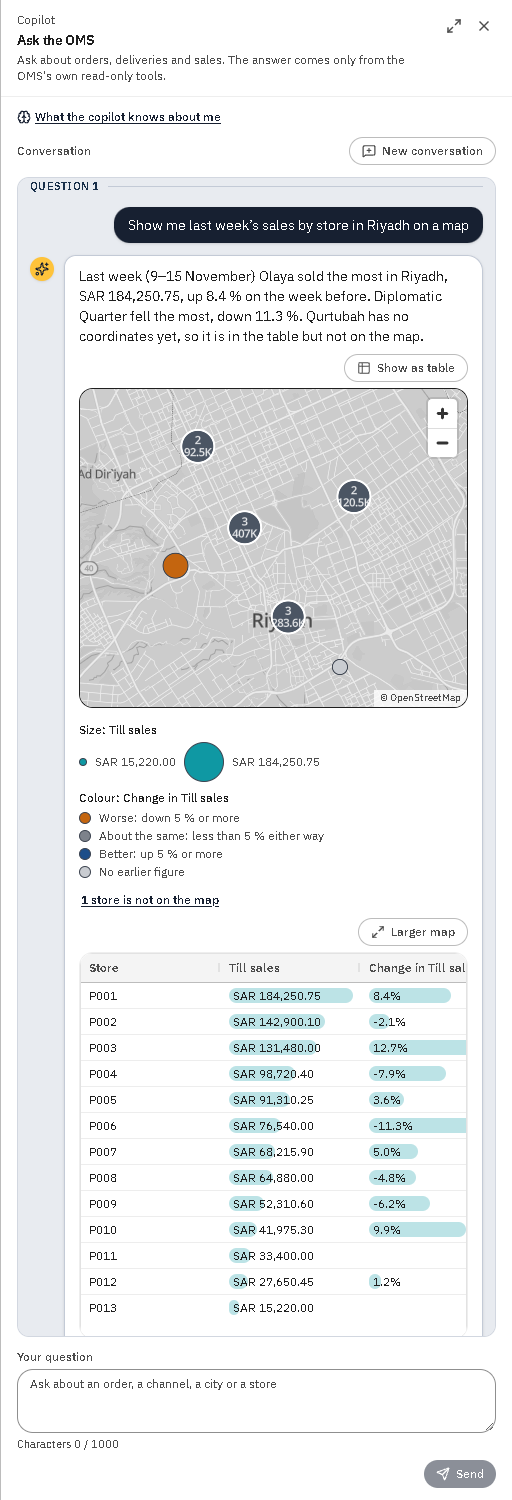 Copilot
Ask the OMS
Ask about orders, deliveries and sales. The answer comes only from the
OMS's own read-only tools.
What the copilot knows about me
Conversation
New conversation
QUESTION 1
Show me last week's sales by store in Riyadh on a map
Last week (9–15 November) Olaya sold the most in Riyadh,
SAR 184,250.75, up 8.4 % on the week before. Diplomatic
Quarter fell the most, down 11.3 %. Qurtubah has no
coordinates yet, so it is in the table but not on the map.
Show as table
+
−
2
92.5K
Ad Dir'iyah
2
120.5K
3
407K
40
3
283.6K
© OpenStreetMap
Size: Till sales
SAR 15,220.00
SAR 184,250.75
Colour: Change in Till sales
Worse: down 5 % or more
About the same: less than 5 % either way
Better: up 5 % or more
No earlier figure
1 store is not on the map
Larger map
Store Till sales Change in Till sal
P001 SAR 184,250.75 8.4%
P002 SAR 142,900.10 -2.1%
P003 SAR 131,480.00 12.7%
P004 SAR 98,720.40 -7.9%
P005 SAR 91,310.25 3.6%
P006 SAR 76,540.00 -11.3%
P007 SAR 68,215.90 5.0%
P008 SAR 64,880.00 -4.8%
P009 SAR 52,310.60 -6.2%
P010 SAR 41,975.30 9.9%
P011 SAR 33,400.00
P012 SAR 27,650.45 1.2%
P013 SAR 15,220.00
Your question
Ask about an order, a channel, a city or a store
Characters 0 / 1000
Send